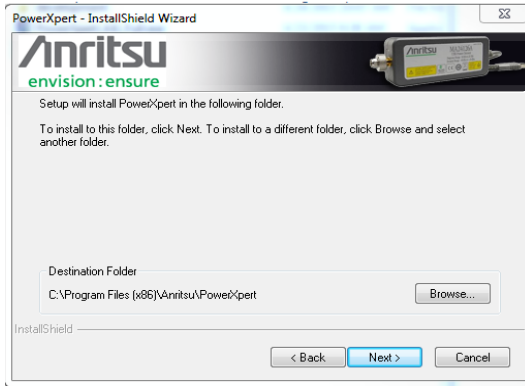 PowerXpert - InstallShield Wizard
Anritsu
envision : ensure
Anritsu
Setup will install PowerXpert in the following folder.
To install to this folder, click Next. To install to a different folder, click Browse and select
another folder.
Destination Folder
C:\Program Files (x86)\Anritsu\PowerXpert
Browse...
InstallShield
< Back
Next >
Cancel